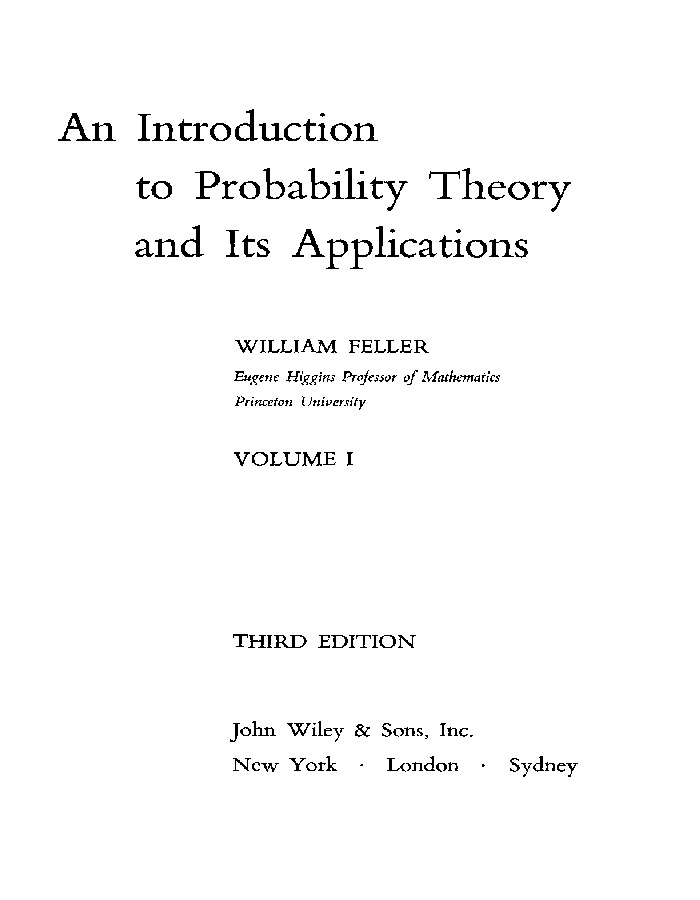 An Introduction
to Probability Theory
and Its Applications
WILLIAM FELLER
Eugene Higgins Professor of Mathematics
Princeton University
VOLUME I
THIRD EDITION
John Wiley & Sons, Inc.
New York · London · Sydney